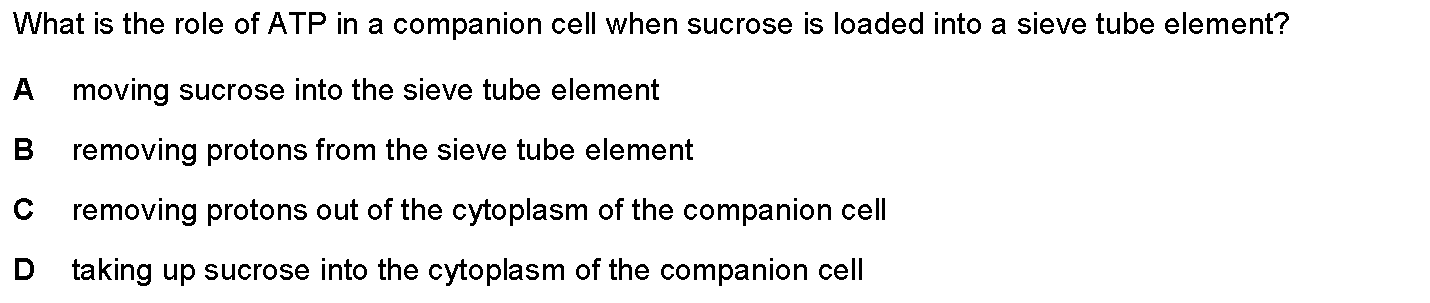 What is the role of ATP in a companion cell when sucrose is loaded into a sieve tube element?
A moving sucrose into the sieve tube element
B removing protons from the sieve tube element
C removing protons out of the cytoplasm of the companion cell
D taking up sucrose into the cytoplasm of the companion cell